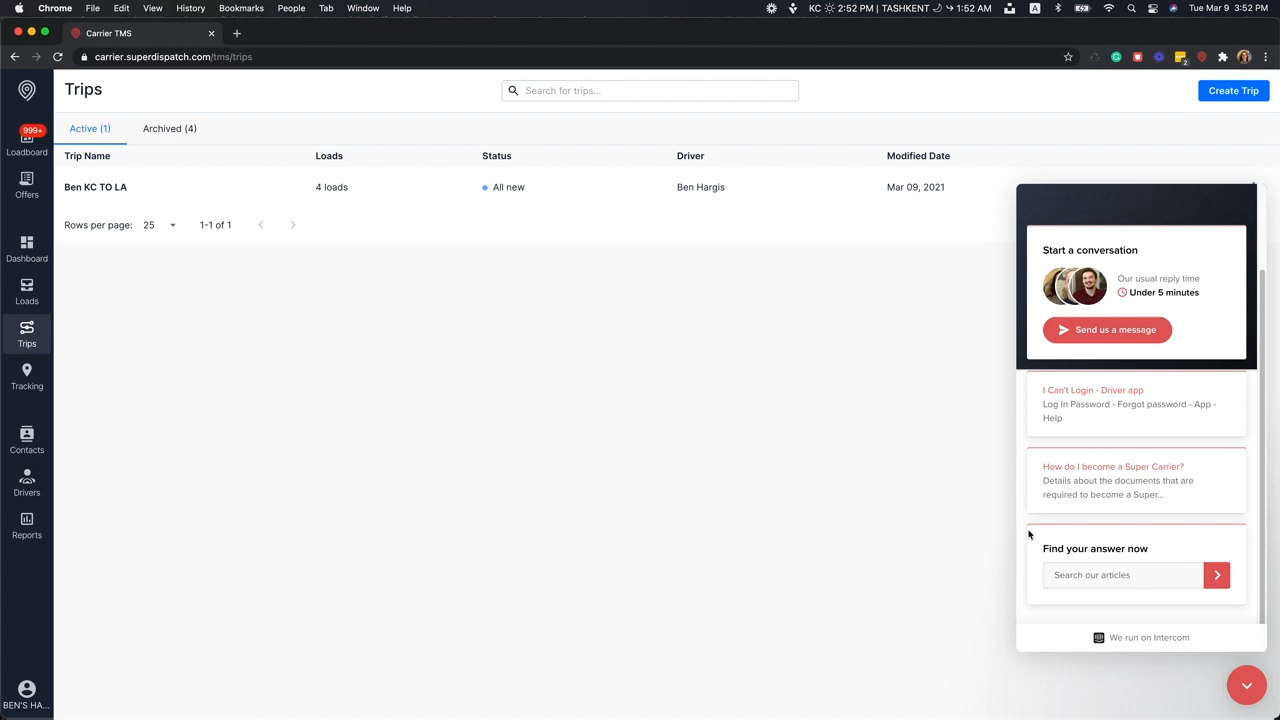 Chrome File Edit View History Bookmarks People Tab Window Help
KC 2:52 PM | TASHKENT 1:52 AM
A
Tue Mar 9 3:52 PM
Carrier TMS
carrier.superdispatch.com/tms/trips
2
Trips
Search for trips...
Create Trip
999+
Loadboard
Offers
Dashboard
Loads
Trips
Tracking
Contacts
Drivers
Reports
BEN'S HA...
Active (1) Archived (4)
Trip Name Loads Status Driver Modified Date
Ben KC TO LA 4 loads All new Ben Hargis Mar 09, 2021
Rows per page: 25 1-1 of 1
Start a conversation
Our usual reply time
Under 5 minutes
Send us a message
I Can't Login - Driver app
Log In Password - Forgot password - App -
Help
How do I become a Super Carrier?
Details about the documents that are
required to become a Super...
Find your answer now
Search our articles
We run on Intercom